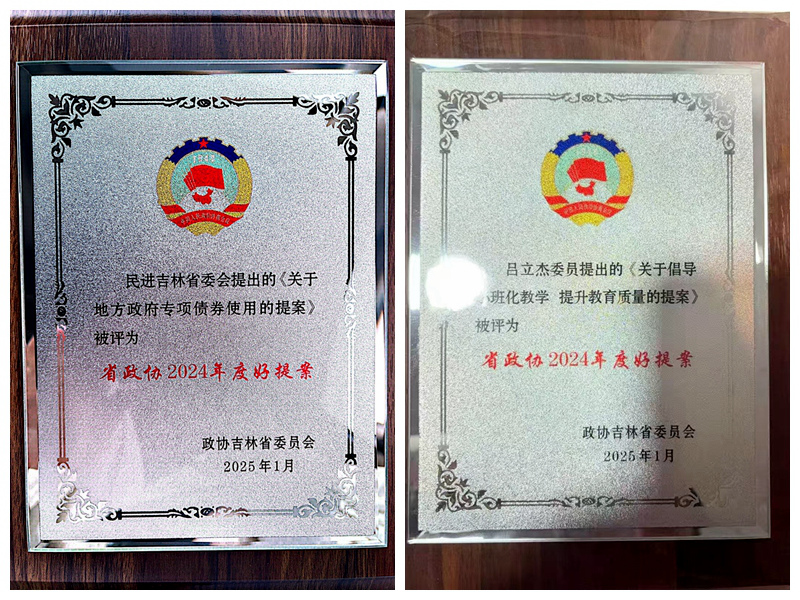 民进吉林省委会提出的《关于
地方政府专项债券使用的提案》
被评为
省政协2024年度好提案
政协吉林省委员会
2025年1月
吕立杰委员提出的《关于倡导
小班化教学 提升教育质量的提案》
被评为
省政协2024年度好提案
政协吉林省委员会
2025年1月